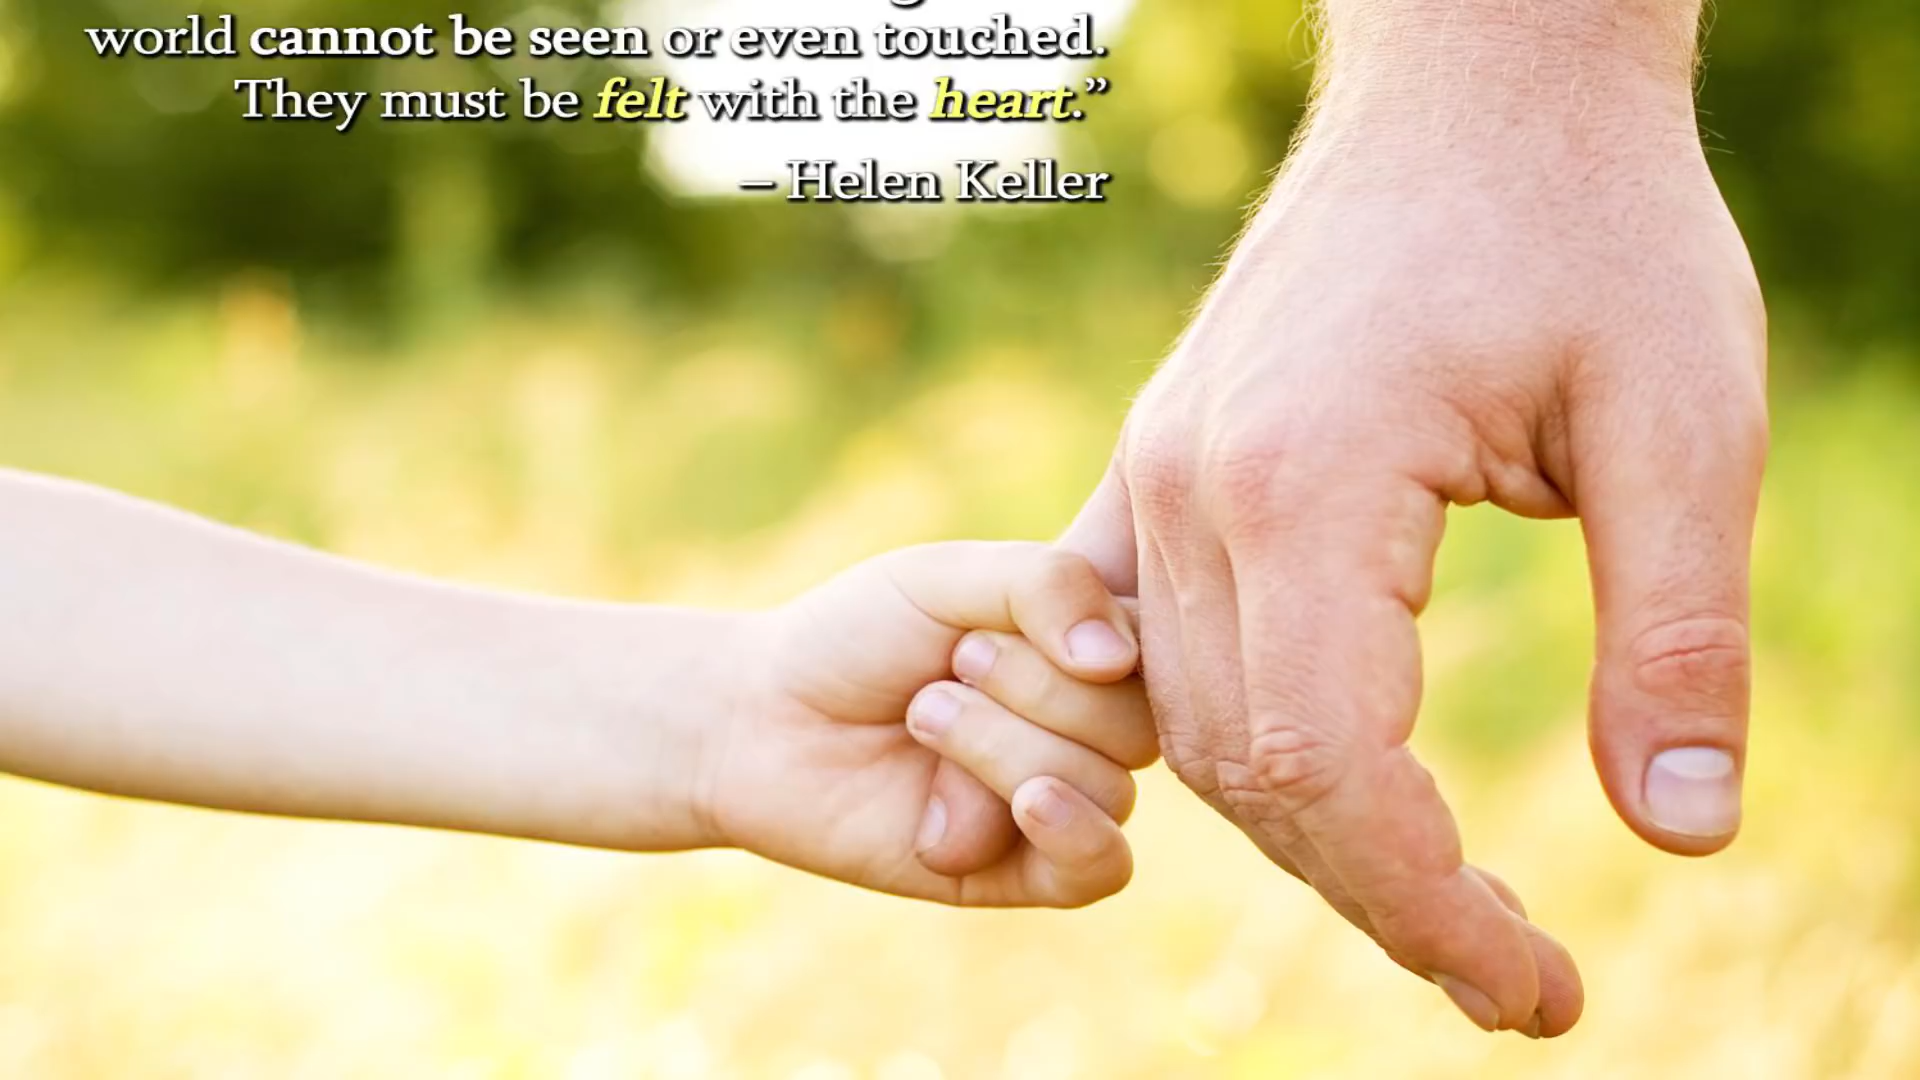 world cannot be seen or even touched.
They must be felt with the heart.”
– Helen Keller